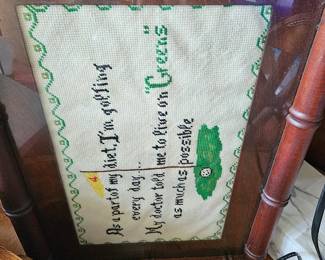 As a part of my diet, I'm golfing
every day...
My doctor told me to live on "Greens"
as much as possible